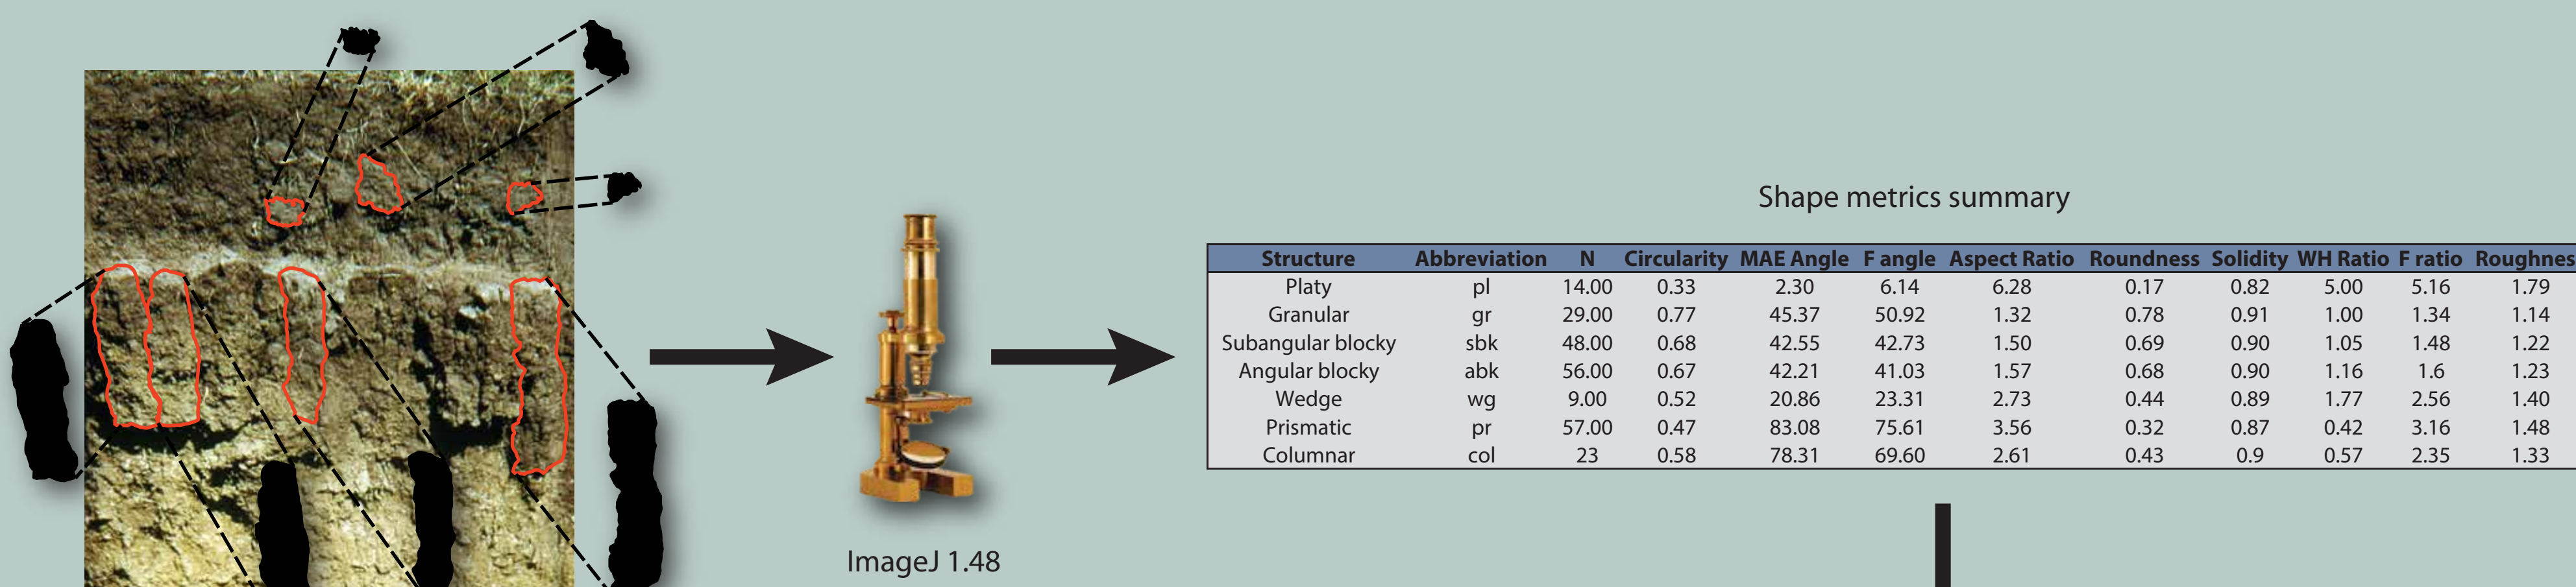 Shape metrics summary
Structure Abbreviation N Circularity MAE Angle F angle Aspect Ratio Roundness Solidity WH Ratio F ratio Roughnes
Platy pl 14.00 0.33 2.30 6.14 6.28 0.17 0.82 5.00 5.16 1.79
Granular gr 29.00 0.77 45.37 50.92 1.32 0.78 0.91 1.00 1.34 1.14
Subangular blocky sbk 48.00 0.68 42.55 42.73 1.50 0.69 0.90 1.05 1.48 1.22
Angular blocky abk 56.00 0.67 42.21 41.03 1.57 0.68 0.90 1.16 1.6 1.23
Wedge wg 9.00 0.52 20.86 23.31 2.73 0.44 0.89 1.77 2.56 1.40
Prismatic pr 57.00 0.47 83.08 75.61 3.56 0.32 0.87 0.42 3.16 1.48
Columnar col 23 0.58 78.31 69.60 2.61 0.43 0.9 0.57 2.35 1.33
ImageJ 1.48